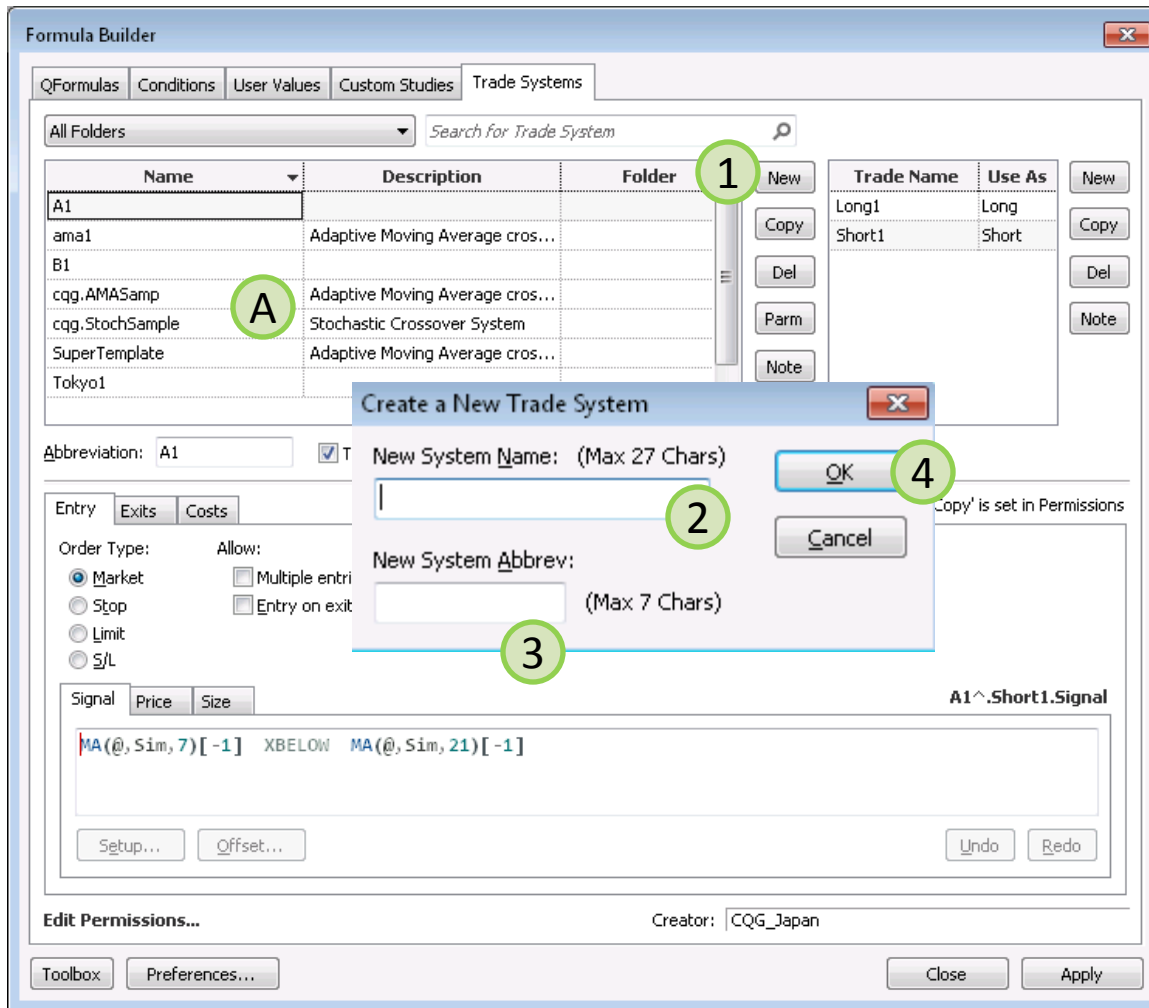 Formula Builder
QFormulas Conditions User Values Custom Studies Trade Systems
All Folders Search for Trade System
Name Description Folder 1 New Trade Name Use As New
A1 Long1 Long
Copy Short1 Short Copy
ama1 Adaptive Moving Average cros...
B1 Del Del
cqg.AMASamp A Adaptive Moving Average cros...
cqg.StochSample Stochastic Crossover System Parm Note
SuperTemplate Adaptive Moving Average cros... Note
Tokyo1
Create a New Trade System
Abbreviation: A1 T
New System Name: (Max 27 Chars)
OK 4
2
Entry Exits Costs Copy' is set in Permissions
Cancel
Order Type: Allow:
New System Abbrev:
Market Multiple entri
Stop Entry on exit
(Max 7 Chars)
Limit
3
S/L
Signal Price Size A1^.Short1.Signal
MA(@,Sim,7)[-1] XBELOW MA(@,Sim,21)[-1]
Setup... Offset... Undo Redo
Edit Permissions... Creator: CQG_Japan
Toolbox Preferences... Close Apply